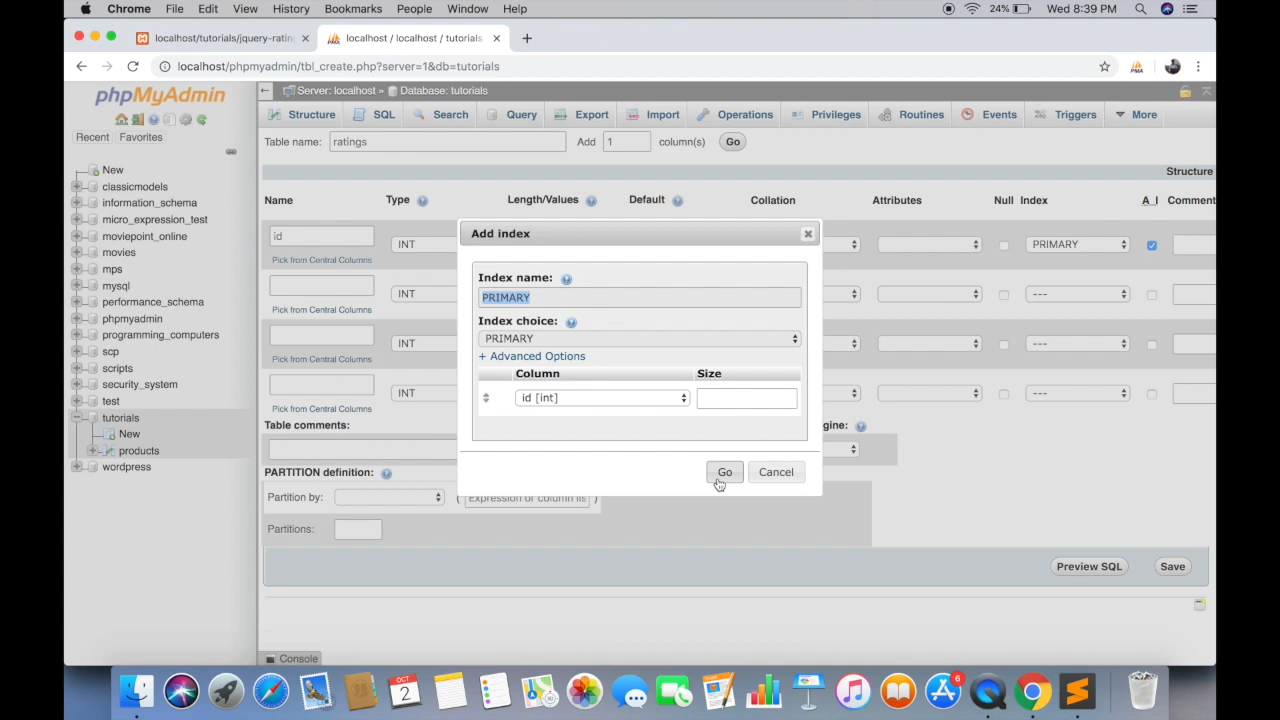 Chrome File Edit View History Bookmarks People Window Help 24% Wed 8:39 PM
localhost/tutorials/jquery-rating × localhost / localhost / tutorials × +
localhost/phpmyadmin/tbl_create.php?server=1&db=tutorials PMA
phpMyAdmin
Recent Favorites
New
classicmodels
information_schema
micro_expression_test
moviepoint_online
movies
mps
mysql
performance_schema
phpmyadmin
programming_computers
scp
scripts
security_system
test
tutorials
New
products
wordpress
Server: localhost » Database: tutorials
Structure SQL Search Query Export Import Operations Privileges Routines Events Triggers More
Table name: ratings Add 1 column(s) Go
Structure
Name Type Length/Values Default Collation Attributes Null Index A_I Comment
id INT PRIMARY
Pick from Central Columns
INT ---
Pick from Central Columns
INT ---
Pick from Central Columns
INT ---
Pick from Central Columns
Table comments: gine:
PARTITION definition:
Partition by: ( Expression or column lis )
Partitions:
Preview SQL Save
Console
Add index
Index name:
PRIMARY
Index choice:
PRIMARY
+ Advanced Options
Column Size
id [int]
Go Cancel
OCT
2
6